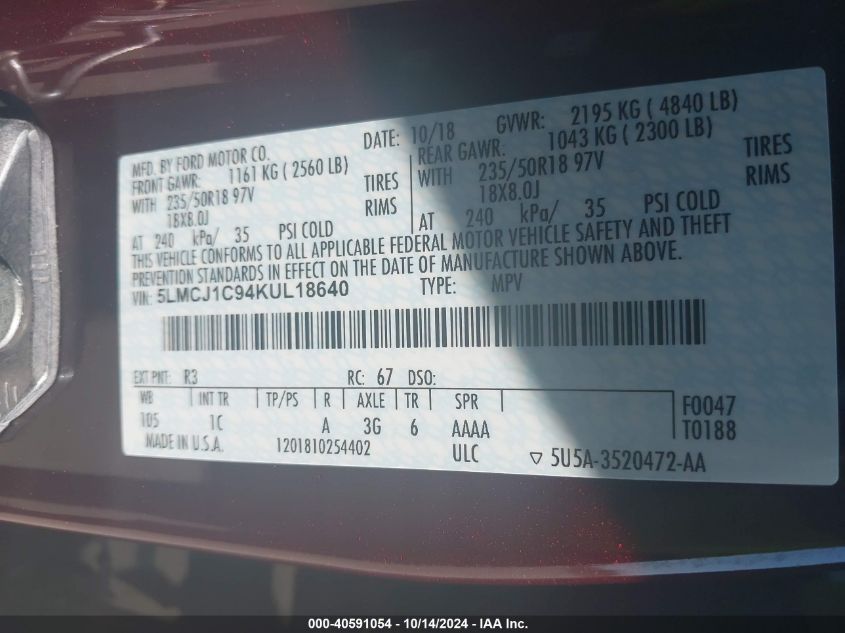 MFD. BY FORD MOTOR CO. DATE: 10/18 GVWR: 2195 KG ( 4840 LB)
FRONT GAWR: 1161 KG ( 2560 LB) REAR GAWR: 1043 KG ( 2300 LB)
WITH 235/50R18 97V TIRES WITH 235/50R18 97V TIRES
18X8.0J RIMS 18X8.0J RIMS
AT 240 kPa/ 35 PSI COLD AT 240 kPa/ 35 PSI COLD
THIS VEHICLE CONFORMS TO ALL APPLICABLE FEDERAL MOTOR VEHICLE SAFETY AND THEFT
PREVENTION STANDARDS IN EFFECT ON THE DATE OF MANUFACTURE SHOWN ABOVE.
VIN: 5LMCJ1C94KUL18640 TYPE: MPV
EXT PNT: R3 RC: 67 DSO:
WB INT TR TP/PS R AXLE TR SPR F0047
105 1C A 3G 6 AAAA T0188
MADE IN U.S.A. 1201810254402 ULC ▽ 5U5A-3520472-AA
000-40591054 - 10/14/2024 - IAA Inc.